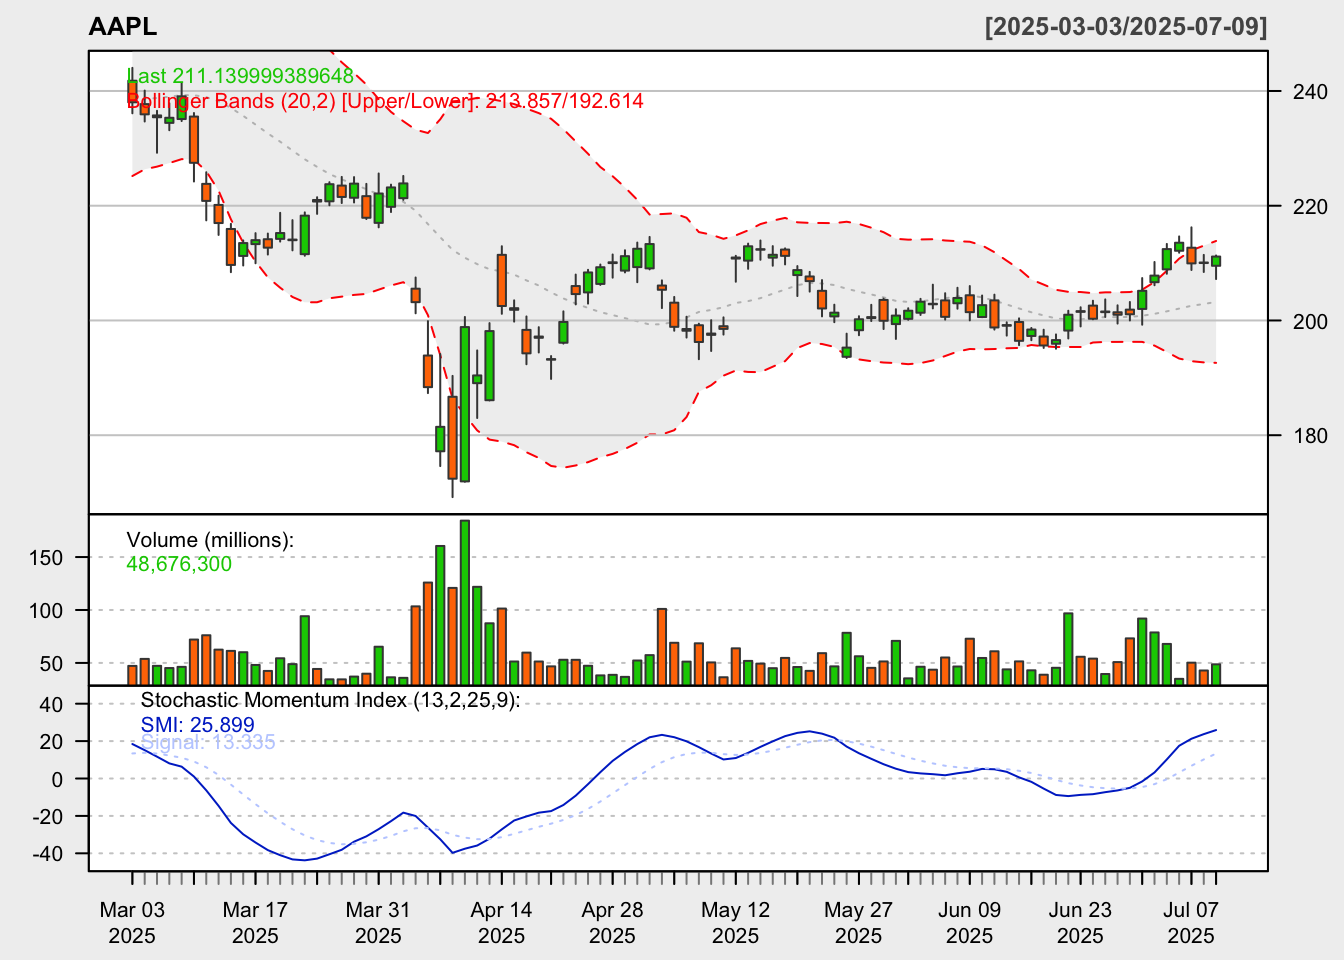 AAPL [2025-03-03/2025-07-09]
Last 211.139999389648
Bollinger Bands (20,2) [Upper/Lower]: 213.857/192.614
240
220
200
180
Volume (millions):
48,676,300
150
100
50
Stochastic Momentum Index (13,2,25,9):
SMI: 25.899
Signal: 13.335
40
20
0
-20
-40
Mar 03 Mar 17 Mar 31 Apr 14 Apr 28 May 12 May 27 Jun 09 Jun 23 Jul 07
2025 2025 2025 2025 2025 2025 2025 2025 2025 2025